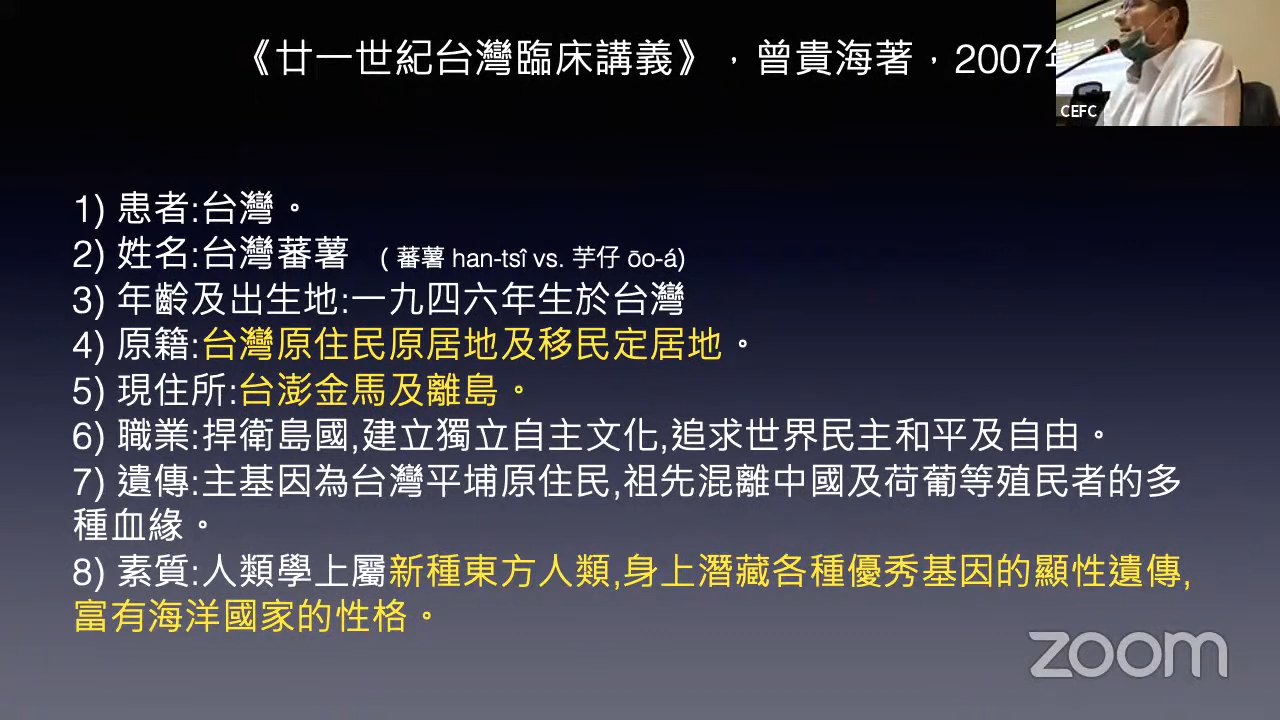 《廿一世紀台灣臨床講義》，曾貴海著，2007
CEFC
1) 患者:台灣。
2) 姓名:台灣蕃薯 ( 蕃薯 han-tsî vs. 芋仔 ōo-á)
3) 年齡及出生地:一九四六年生於台灣
4) 原籍:台灣原住民原居地及移民定居地。
5) 現住所:台澎金馬及離島。
6) 職業:捍衛島國,建立獨立自主文化,追求世界民主和平及自由。
7) 遺傳:主基因為台灣平埔原住民,祖先混離中國及荷葡等殖民者的多
種血緣。
8) 素質:人類學上屬新種東方人類,身上潛藏各種優秀基因的顯性遺傳,
富有海洋國家的性格。
zoom